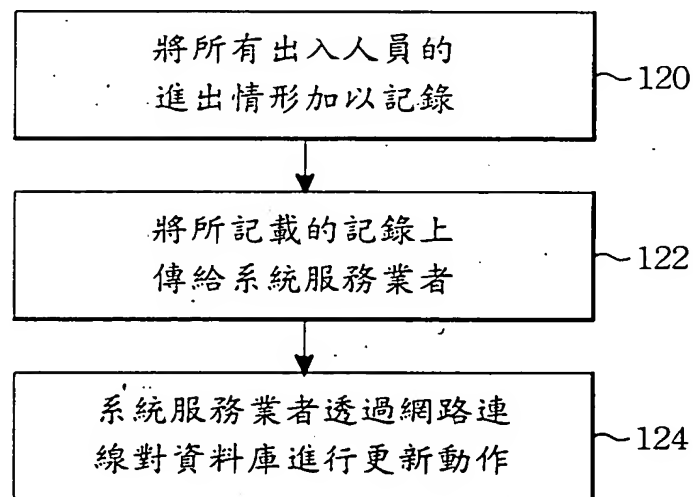 將所有出入人員的
進出情形加以記錄
120
將所記載的記錄上
傳給系統服務業者
122
系統服務業者透過網路連
線對資料庫進行更新動作
124